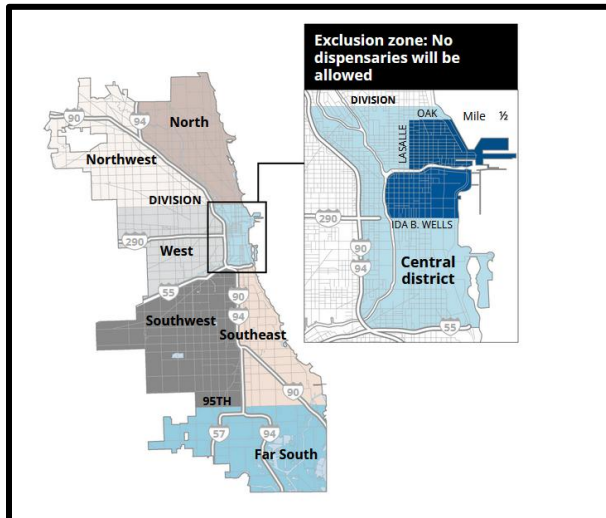 Exclusion zone: No
dispensaries will be
allowed
DIVISION
OAK
Mile ½
LASALLE
290
IDA B. WELLS
90
94
Central
district
55
90
94
North
Northwest
DIVISION
290
West
55
90
94
Southwest
Southeast
90
95TH
57
94
Far South